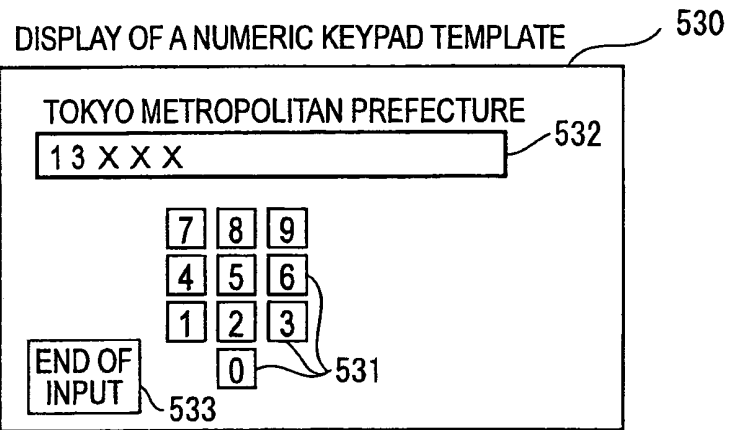 DISPLAY OF A NUMERIC KEYPAD TEMPLATE
530
TOKYO METROPOLITAN PREFECTURE
13XXX
532
7 8 9
4 5 6
1 2 3
0
531
END OF
INPUT
533